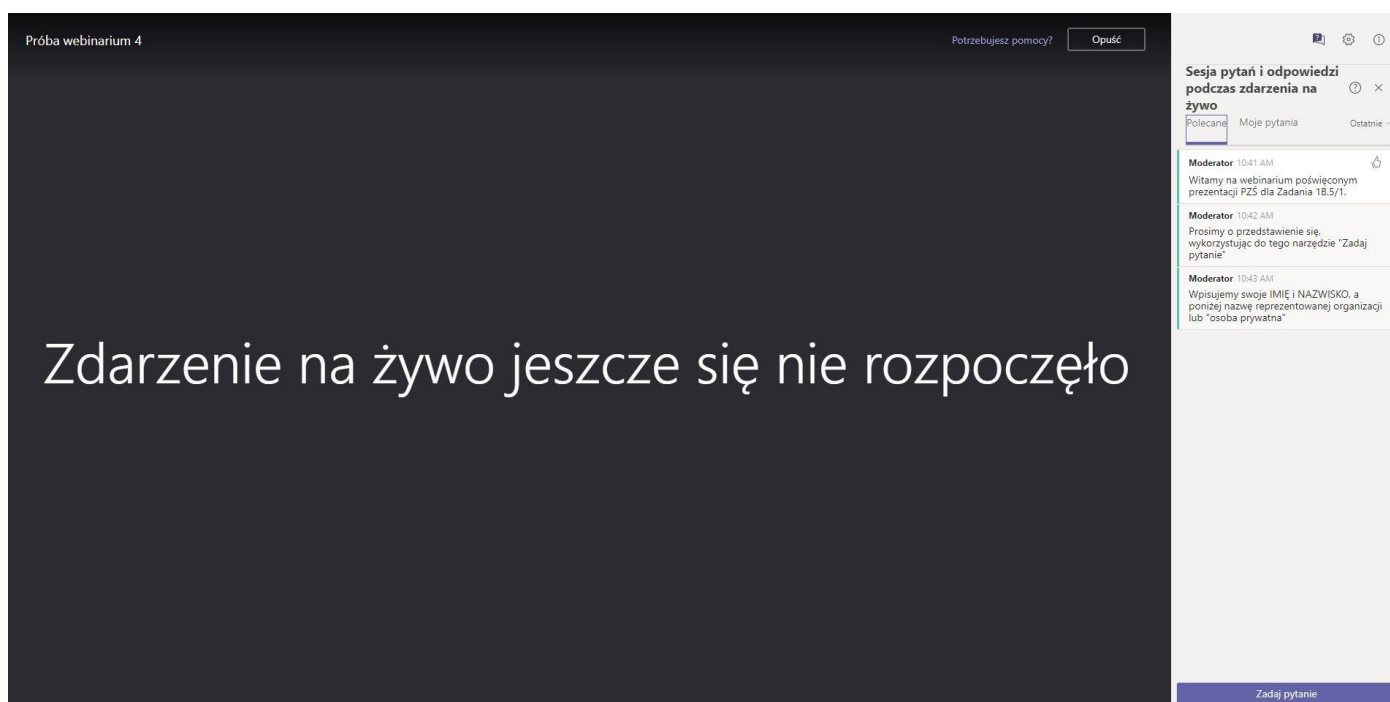 Próba webinarium 4
Potrzebujesz pomocy?
Opuść
Zdarzenie na żywo jeszcze się nie rozpoczęło
Sesja pytań i odpowiedzi
podczas zdarzenia na
żywo
Polecane
Moje pytania
Ostatnie
Moderator 10:41 AM
Witamy na webinarium poświęconym
prezentacji PZŚ dla Zadania 1B.5/1.
Moderator 10:42 AM
Prosimy o przedstawienie się,
wykorzystując do tego narzędzie "Zadaj
pytanie"
Moderator 10:43 AM
Wpisujemy swoje IMIĘ i NAZWISKO, a
poniżej nazwę reprezentowanej organizacji
lub "osoba prywatna"
Zadaj pytanie